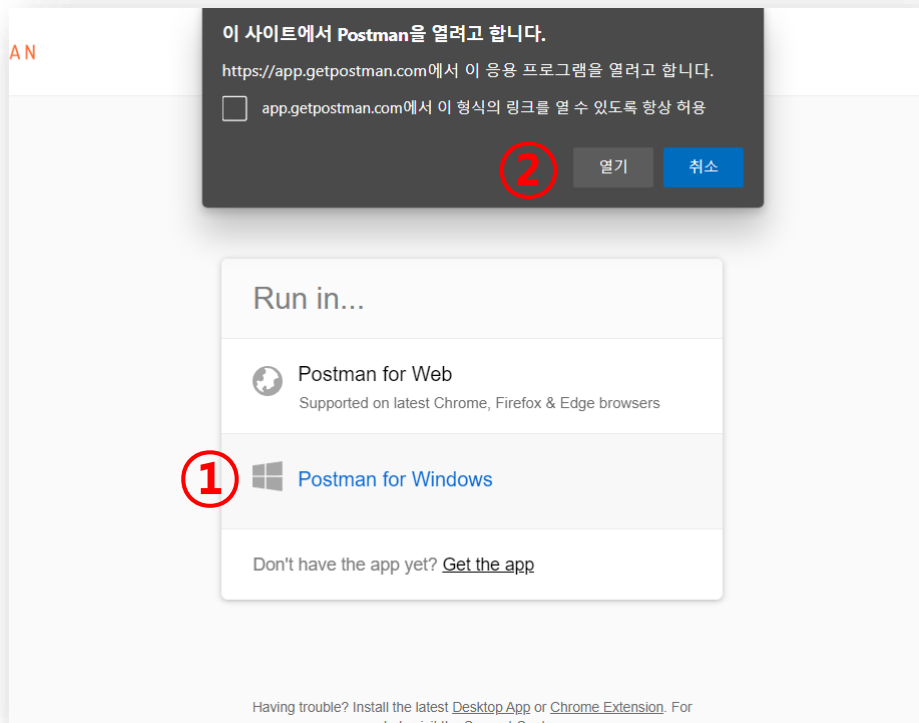 AN
이 사이트에서 Postman을 열려고 합니다.
https://app.getpostman.com에서 이 응용 프로그램을 열려고 합니다.
app.getpostman.com에서 이 형식의 링크를 열 수 있도록 항상 허용
② 열기 취소
Run in...
Postman for Web
Supported on latest Chrome, Firefox & Edge browsers
① Postman for Windows
Don't have the app yet? Get the app
Having trouble? Install the latest Desktop App or Chrome Extension. For